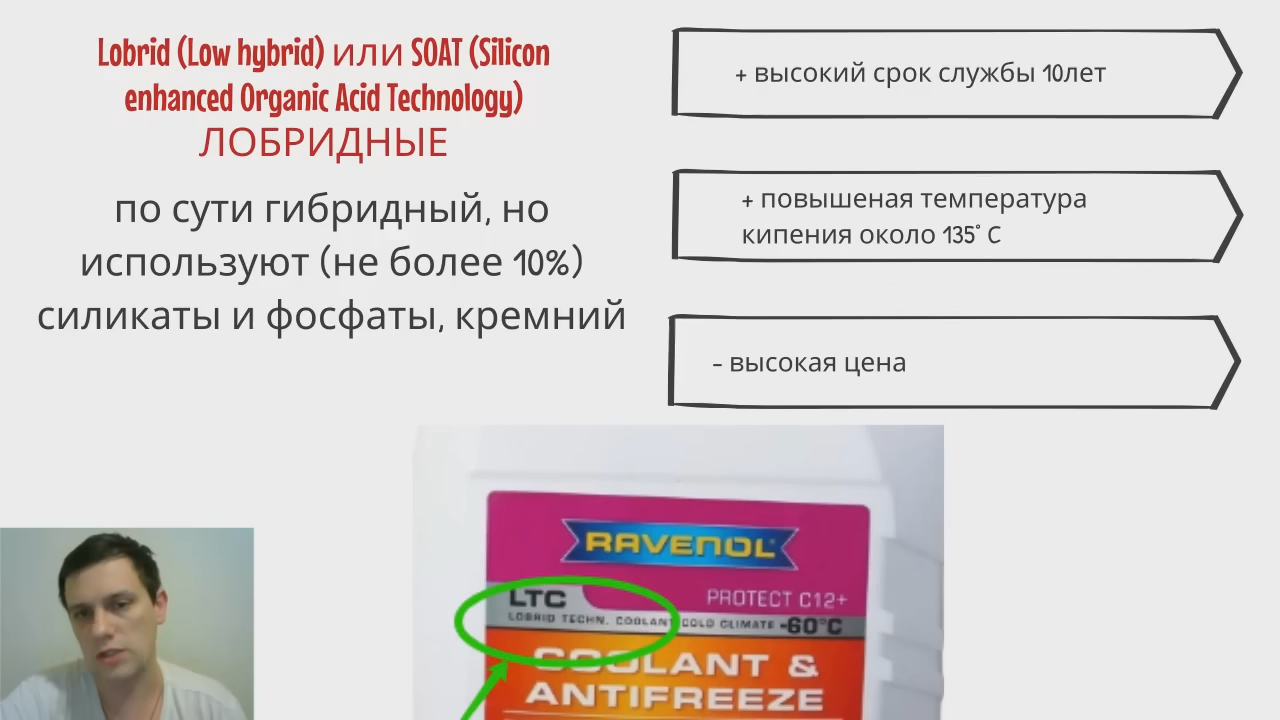 Lobrid (Low hybrid) или SOAT (Silicon
enhanced Organic Acid Technology)
ЛОБРИДНЫЕ
по сути гибридный, но
используют (не более 10%)
силикаты и фосфаты, кремний
+ высокий срок службы 10лет
+ повышеная температура
кипения около 135° C
- высокая цена
RAVENOL
LTC
PROTECT C12+
LOBRID TECHN. COOLANT COLD CLIMATE -60°C
COOLANT &
ANTIFREEZE